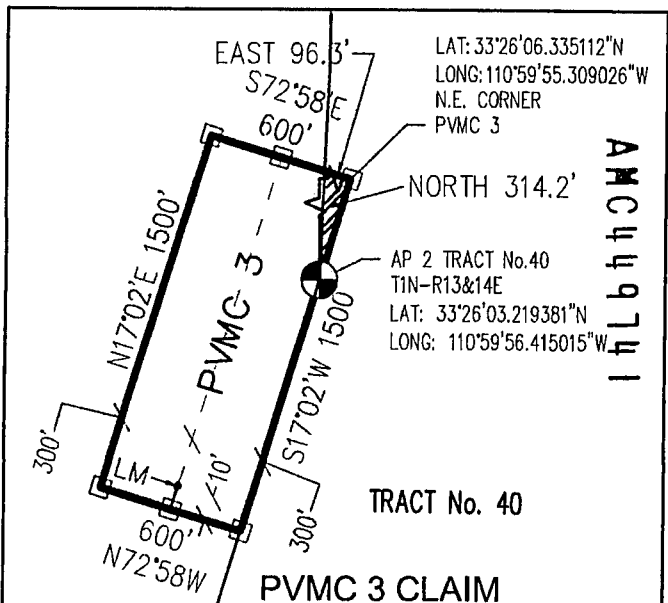 EAST 96.3'
S72°58'E
600'
LAT: 33°26'06.335112"N
LONG: 110°59'55.309026"W
N.E. CORNER
PVMC 3
NORTH 314.2'
AMC449741
AP 2 TRACT No.40
T1N-R13&14E
LAT: 33°26'03.219381"N
LONG: 110°59'56.415015"W
N17°02'E 1500'
PVMC 3
S17°02'W 1500'
300'
LM
10'
300'
600'
N72°58W
TRACT No. 40
PVMC 3 CLAIM